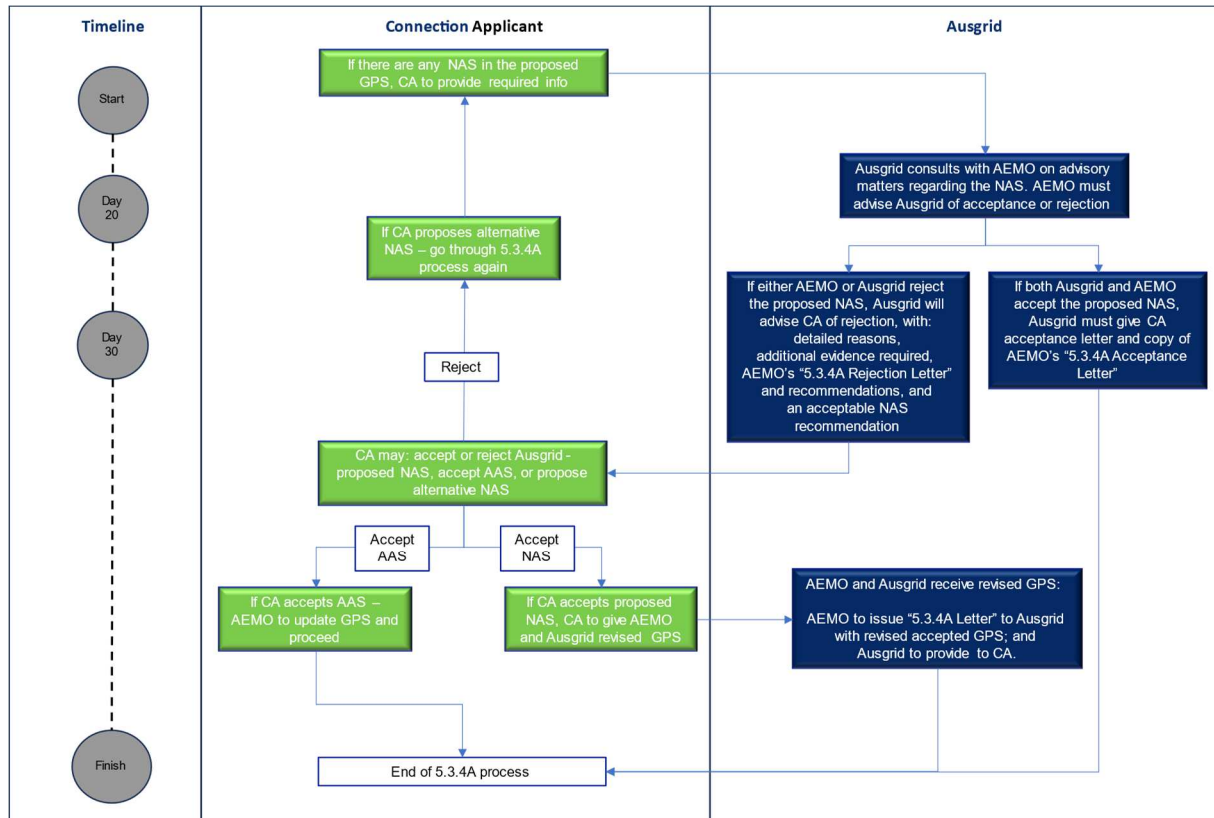 Timeline
Connection Applicant
Ausgrid
Start
Day
20
Day
30
Finish
If there are any NAS in the proposed
GPS, CA to provide required info
Ausgrid consults with AEMO on advisory
matters regarding the NAS. AEMO must
advise Ausgrid of acceptance or rejection
If CA proposes alternative
NAS – go through 5.3.4A
process again
If either AEMO or Ausgrid reject
the proposed NAS, Ausgrid will
advise CA of rejection, with:
detailed reasons,
additional evidence required,
AEMO's “5.3.4A Rejection Letter”
and recommendations, and
an acceptable NAS
recommendation
If both Ausgrid and AEMO
accept the proposed NAS,
Ausgrid must give CA
acceptance letter and copy of
AEMO's “5.3.4A Acceptance
Letter”
Reject
CA may: accept or reject Ausgrid -
proposed NAS, accept AAS, or propose
alternative NAS
Accept
AAS
Accept
NAS
If CA accepts AAS –
AEMO to update GPS and
proceed
If CA accepts proposed
NAS, CA to give AEMO
and Ausgrid revised GPS
AEMO and Ausgrid receive revised GPS:
AEMO to issue “5.3.4A Letter” to Ausgrid
with revised accepted GPS; and
Ausgrid to provide to CA.
End of 5.3.4A process